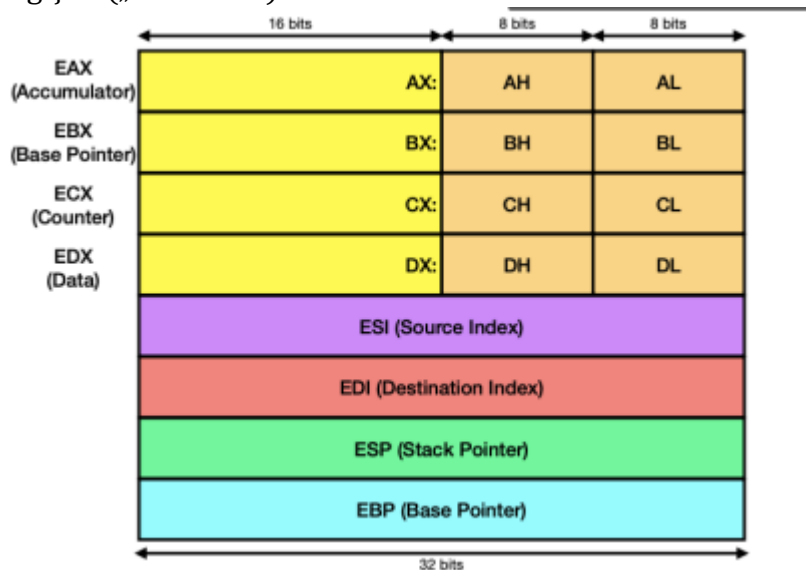 16 bits 8 bits 8 bits
EAX
(Accumulator)
AX: AH AL
EBX
(Base Pointer)
BX: BH BL
ECX
(Counter)
CX: CH CL
EDX
(Data)
DX: DH DL
ESI (Source Index)
EDI (Destination Index)
ESP (Stack Pointer)
EBP (Base Pointer)
32 bits